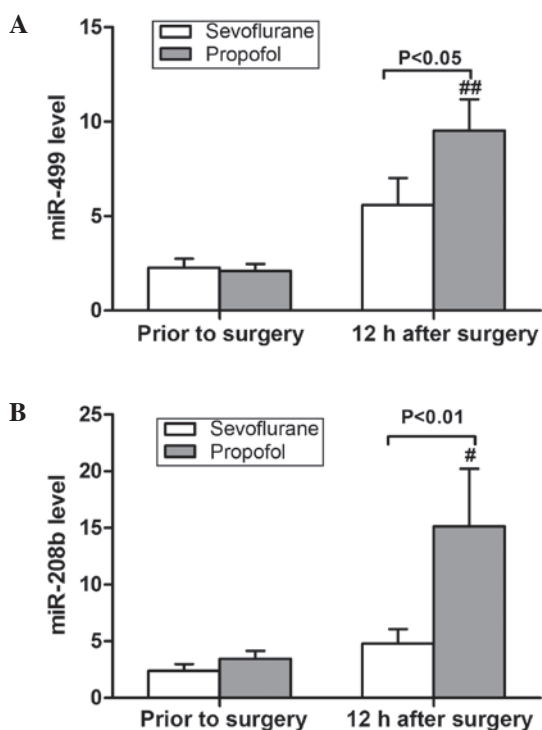 A
15
10
5
0
miR-499 level
Sevoflurane
Propofol
P<0.05
##
Prior to surgery
12 h after surgery
B
25
20
15
10
5
0
miR-208b level
Sevoflurane
Propofol
P<0.01
#
Prior to surgery
12 h after surgery